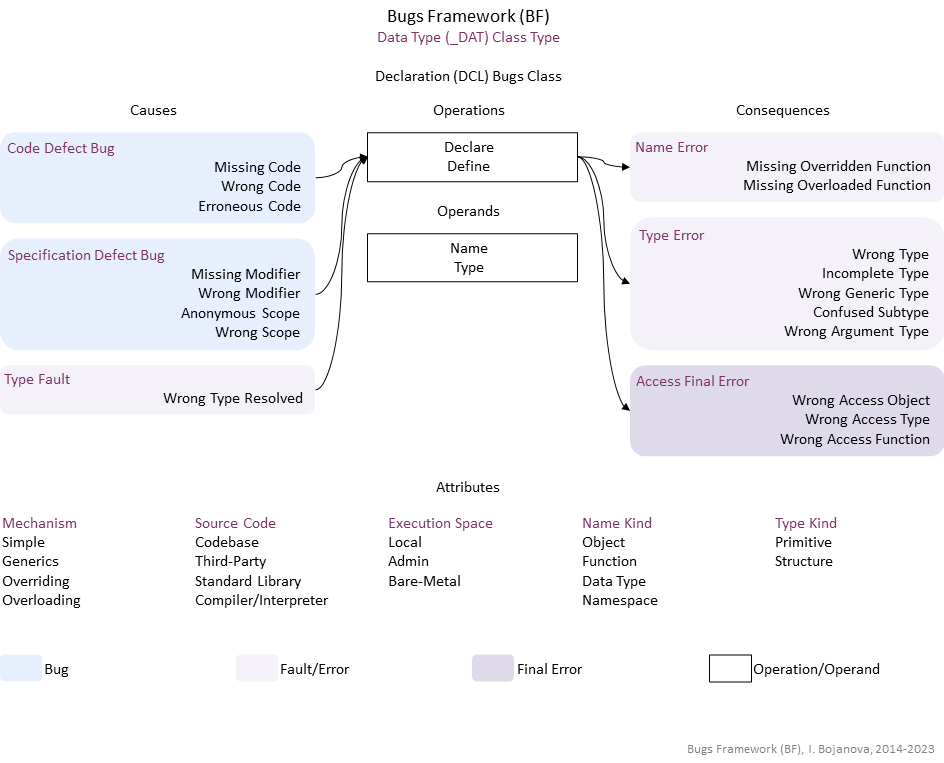 Bugs Framework (BF)
Data Type (_DAT) Class Type
Declaration (DCL) Bugs Class
Causes
Operations
Consequences
Code Defect Bug
Missing Code
Wrong Code
Erroneous Code
Specification Defect Bug
Missing Modifier
Wrong Modifier
Anonymous Scope
Wrong Scope
Type Fault
Wrong Type Resolved
Declare
Define
Operands
Name
Type
Name Error
Missing Overridden Function
Missing Overloaded Function
Type Error
Wrong Type
Incomplete Type
Wrong Generic Type
Confused Subtype
Wrong Argument Type
Access Final Error
Wrong Access Object
Wrong Access Type
Wrong Access Function
Attributes
Mechanism
Simple
Generics
Overriding
Overloading
Source Code
Codebase
Third-Party
Standard Library
Compiler/Interpreter
Execution Space
Local
Admin
Bare-Metal
Name Kind
Object
Function
Data Type
Namespace
Type Kind
Primitive
Structure
Bug
Fault/Error
Final Error
Operation/Operand
Bugs Framework (BF), I. Bojanova, 2014-2023